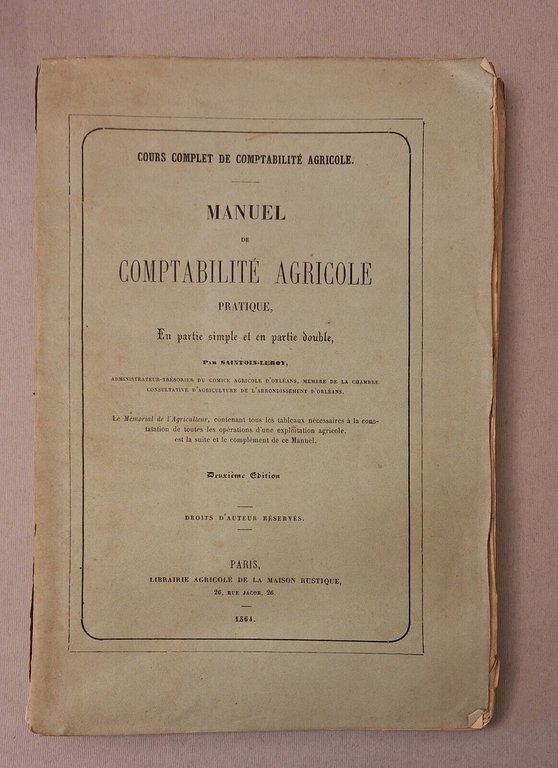 COURS COMPLET DE COMPTABILITÉ AGRICOLE.
MANUEL
DE
COMPTABILITÉ AGRICOLE
PRATIQUE,
En partie simple et en partie double,
PAR SAINTOIN-LEROY,
ADMINISTRATEUR-TRÉSORIER DU COMICE AGRICOLE D'ORLÉANS, MEMBRE DE LA CHAMBRE
CONSULTATIVE D'AGRICULTURE DE L'ARRONDISSEMENT D'ORLÉANS.
Le Mémorial de l'Agriculteur, contenant tous les tableaux nécessaires à la cons-
tatation de toutes les opérations d'une exploitation agricole,
est la suite et le complément de ce Manuel.
Deuxième Edition
DROITS D'AUTEUR RÉSERVÉS.
PARIS,
LIBRAIRIE AGRICOLE DE LA MAISON RUSTIQUE,
26, RUE JACOB, 26.
1864.